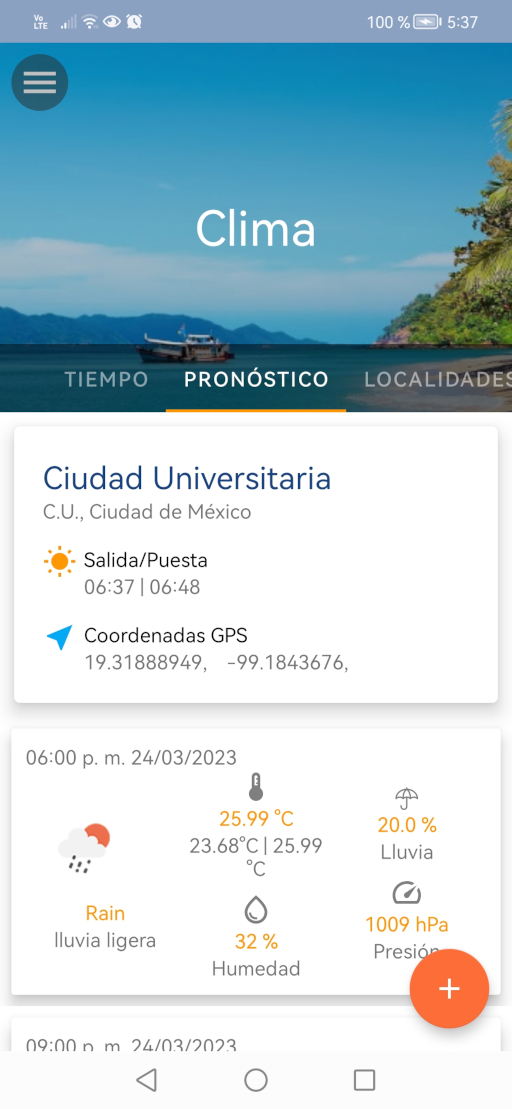 Vo
LTE
100 % 5:37
Clima
TIEMPO PRONÓSTICO LOCALIDADES
Ciudad Universitaria
C.U., Ciudad de México
Salida/Puesta
06:37 | 06:48
Coordenadas GPS
19.31888949, -99.1843676,
06:00 p. m. 24/03/2023
25.99 °C
23.68°C | 25.99
°C
20.0 %
Lluvia
Rain
lluvia ligera
32 %
Humedad
1009 hPa
Presión
+
09:00 p. m. 24/03/2023